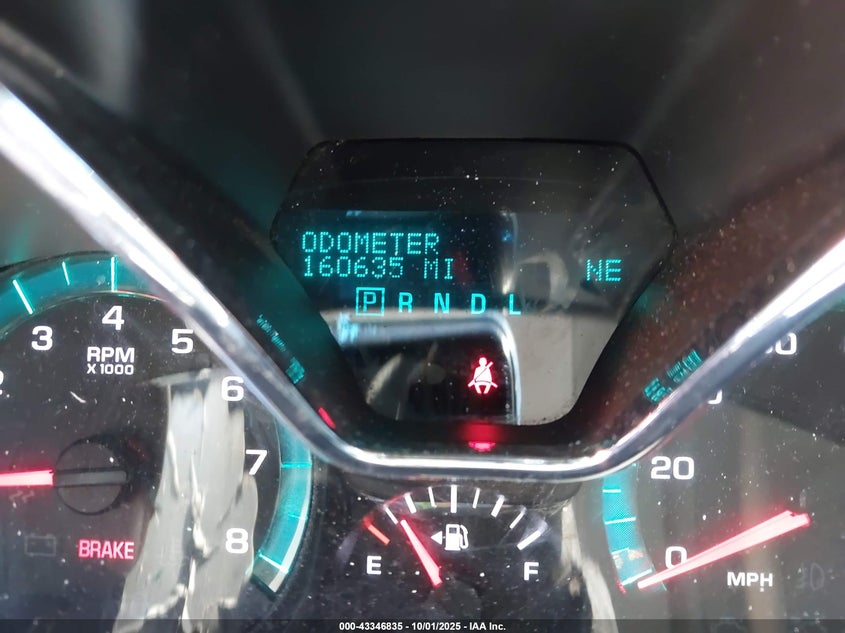 ODOMETER
160635 MI NE
P R N D L
3 4 5 6 7 8
RPM
X 1000
BRAKE
E F
20
0
MPH
000-43346835 - 10/01/2025 - IAA Inc.